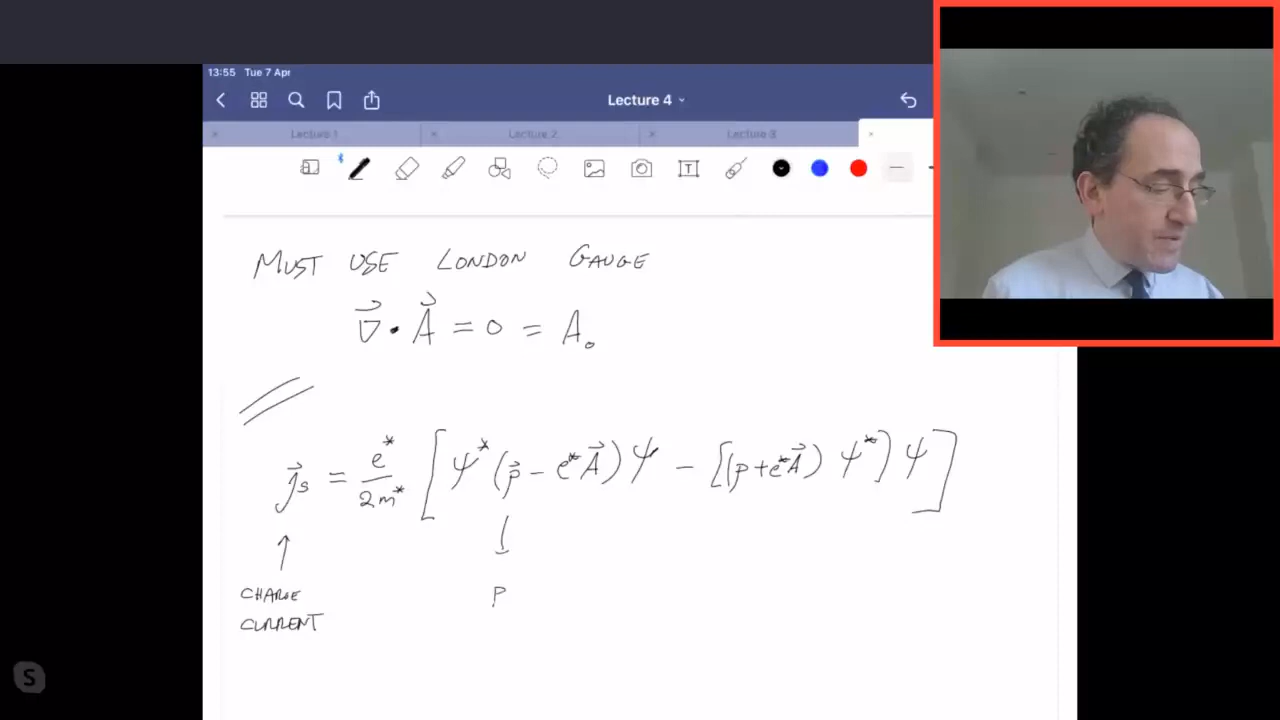 13:55 Tue 7 Apr
Lecture 4
Lecture 1
Lecture 2
Lecture 3
T
MUST USE LONDON GAUGE
∇⃗ · A⃗ = 0 = A₀
j⃗s = e*/2m* [ψ*(p⃗ − e*A⃗)ψ − [(p + e*A⃗)ψ*]ψ]
CHARGE
CURRENT
P
S